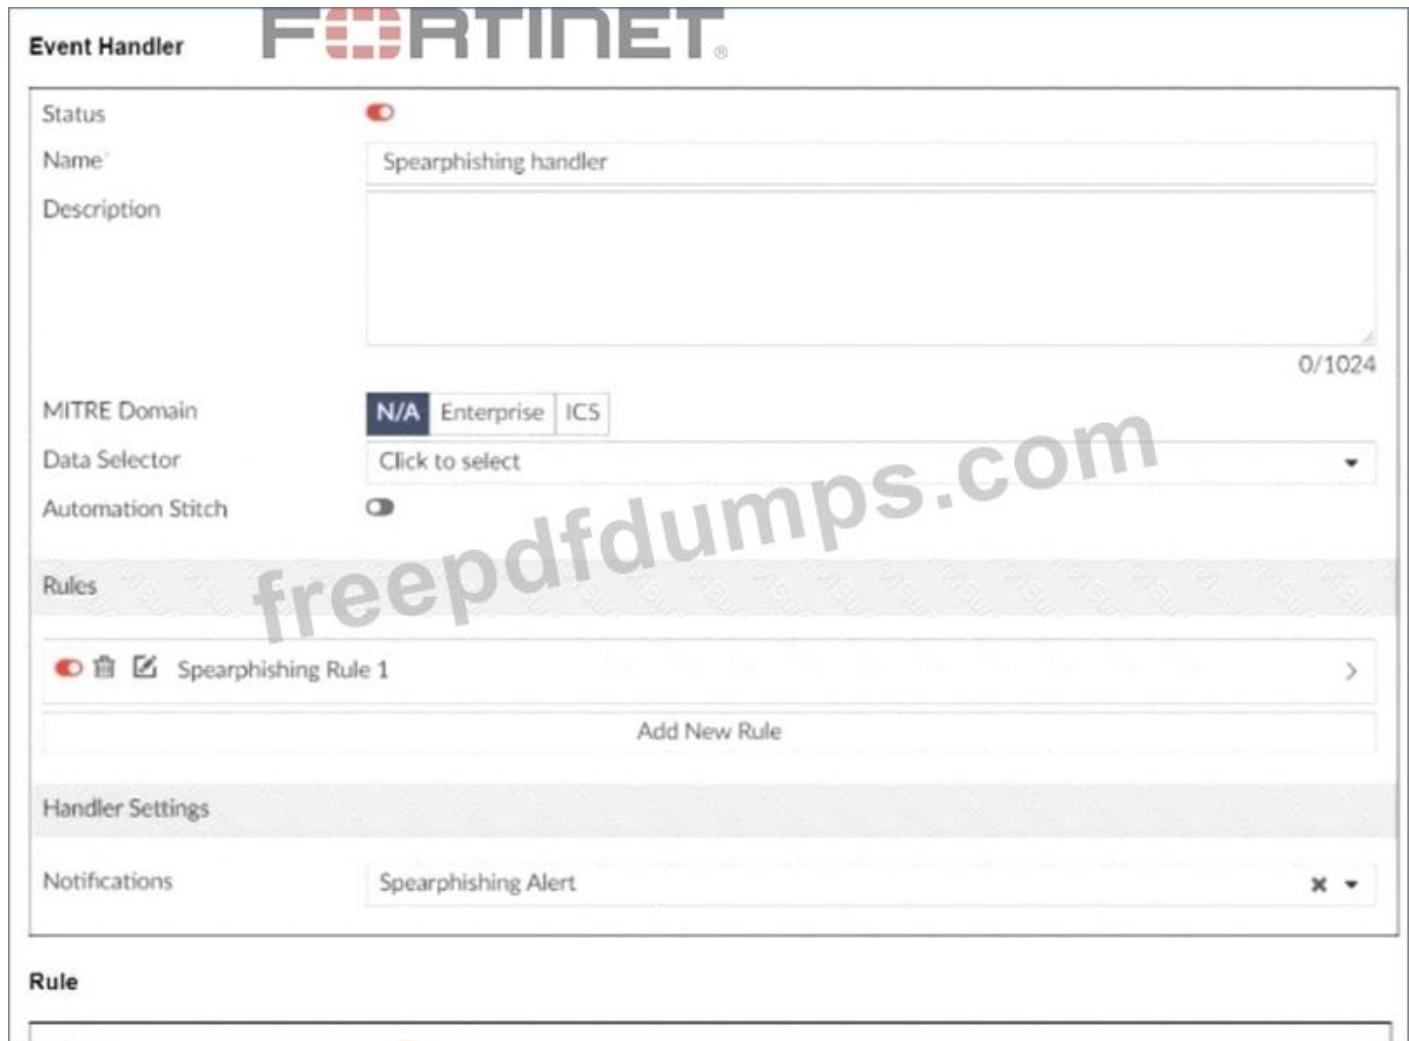 FORTINET®
Event Handler
Status
Name*
Spearphishing handler
Description
0/1024
MITRE Domain
N/A Enterprise ICS
Data Selector
Click to select
Automation Stitch
freepdfdumps.com
Rules
Spearphishing Rule 1
Add New Rule
Handler Settings
Notifications
Spearphishing Alert
Rule